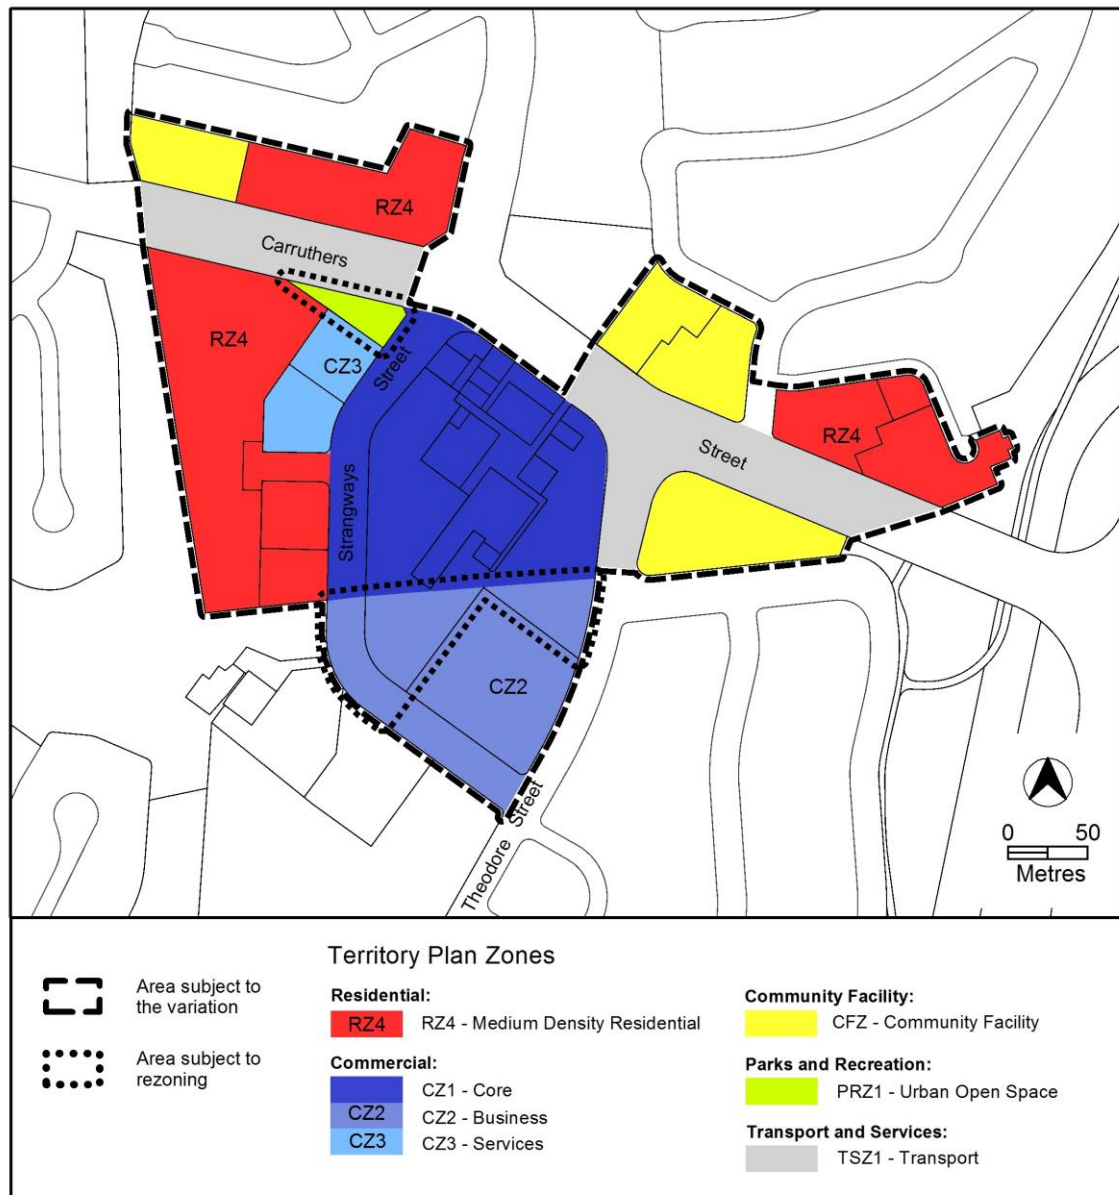 RZ4
Carruthers
RZ4
CZ3
Street
Street
RZ4
Strangways
CZ2
Street
Theodore
0 50
Metres
Territory Plan Zones
Area subject to
the variation
Area subject to
rezoning
Residential:
RZ4 RZ4 - Medium Density Residential
Commercial:
CZ1 - Core
CZ2 CZ2 - Business
CZ3 CZ3 - Services
Community Facility:
CFZ - Community Facility
Parks and Recreation:
PRZ1 - Urban Open Space
Transport and Services:
TSZ1 - Transport